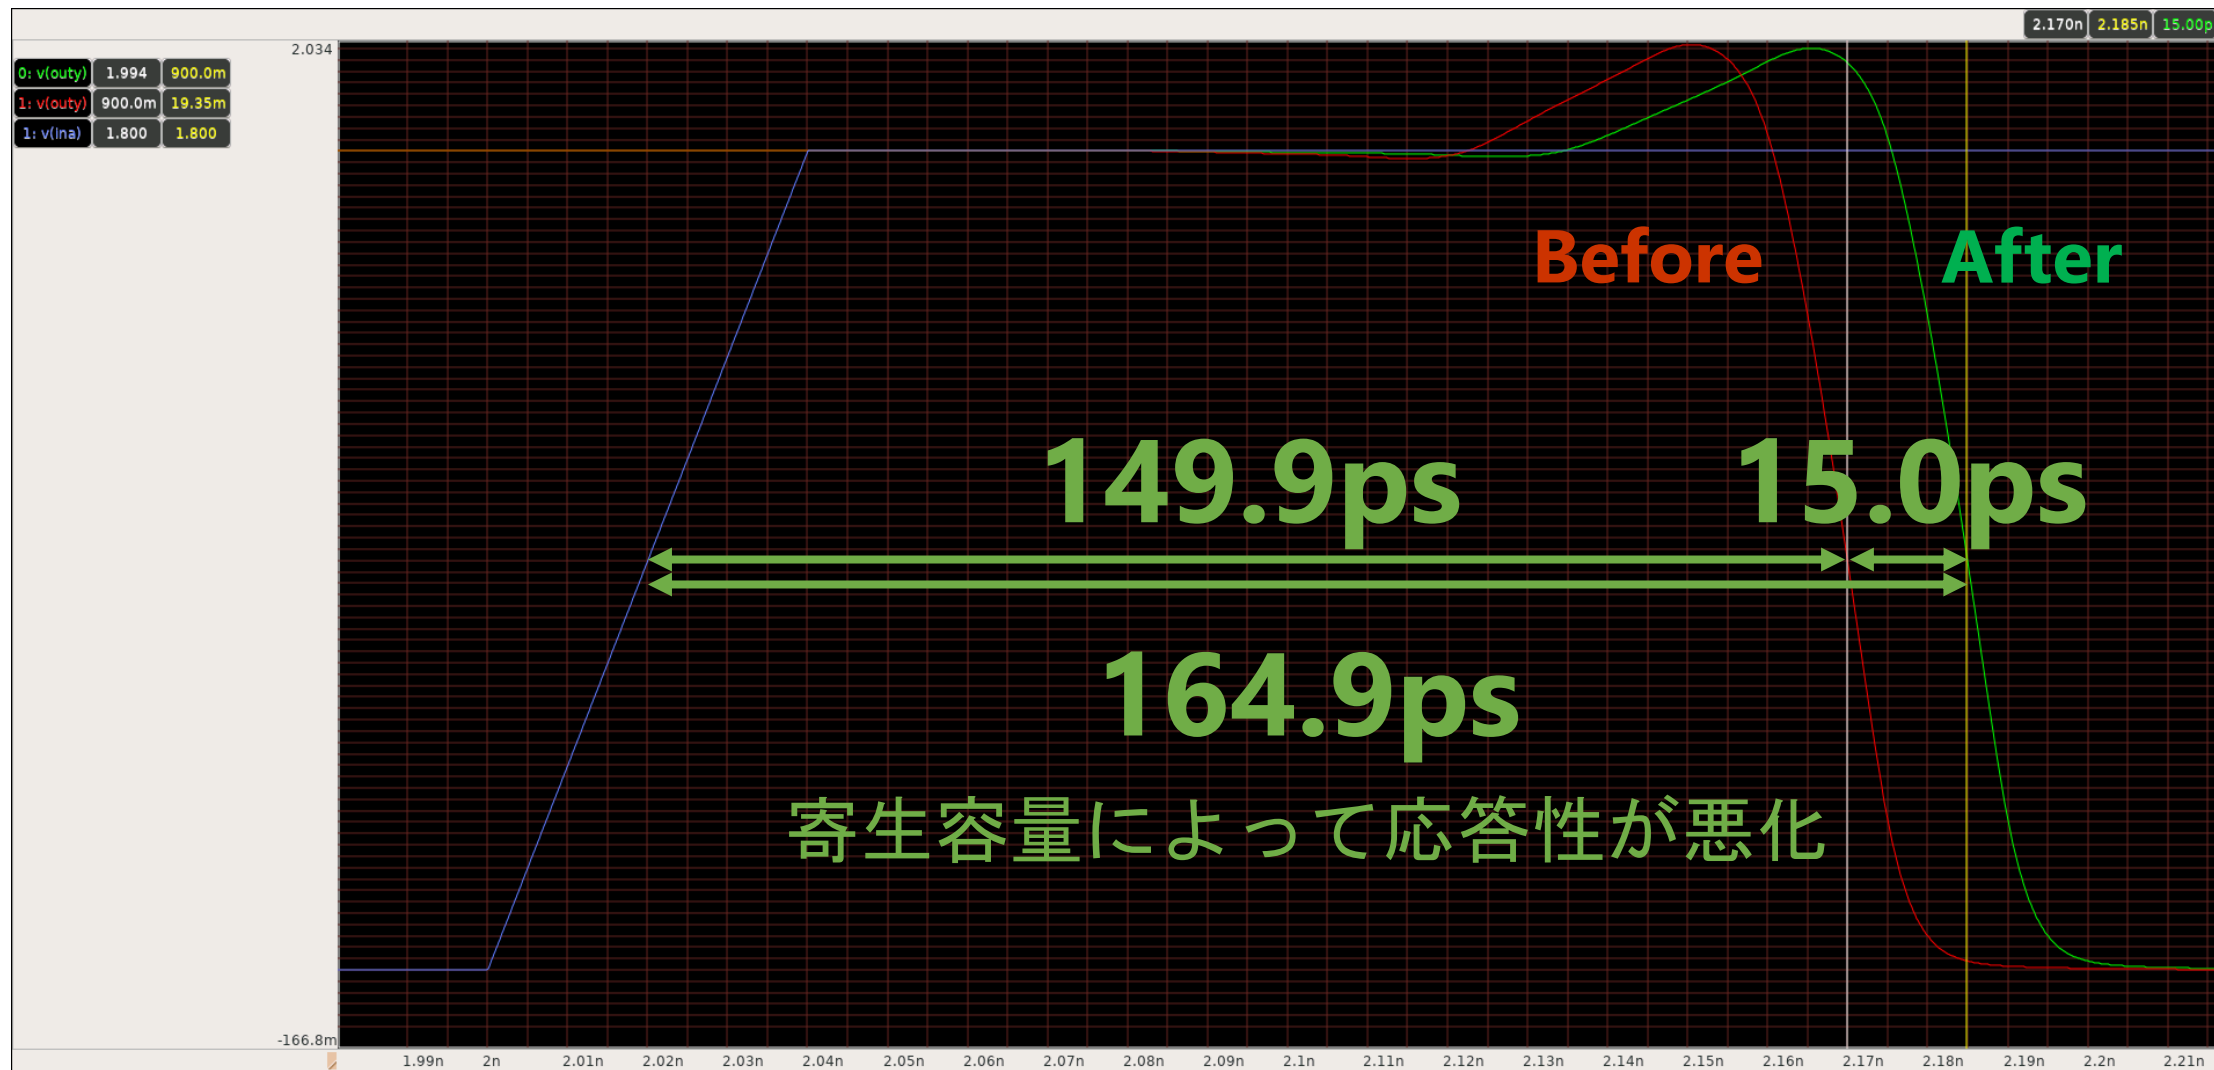 2.170n 2.185n 15.00p
2.034
0: v(outy) 1.994 900.0m
1: v(outy) 900.0m 19.35m
1: v(ina) 1.800 1.800
Before After
149.9ps 15.0ps
164.9ps
寄生容量によって応答性が悪化
-166.8m
1.99n 2n 2.01n 2.02n 2.03n 2.04n 2.05n 2.06n 2.07n 2.08n 2.09n 2.1n 2.11n 2.12n 2.13n 2.14n 2.15n 2.16n 2.17n 2.18n 2.19n 2.2n 2.21n